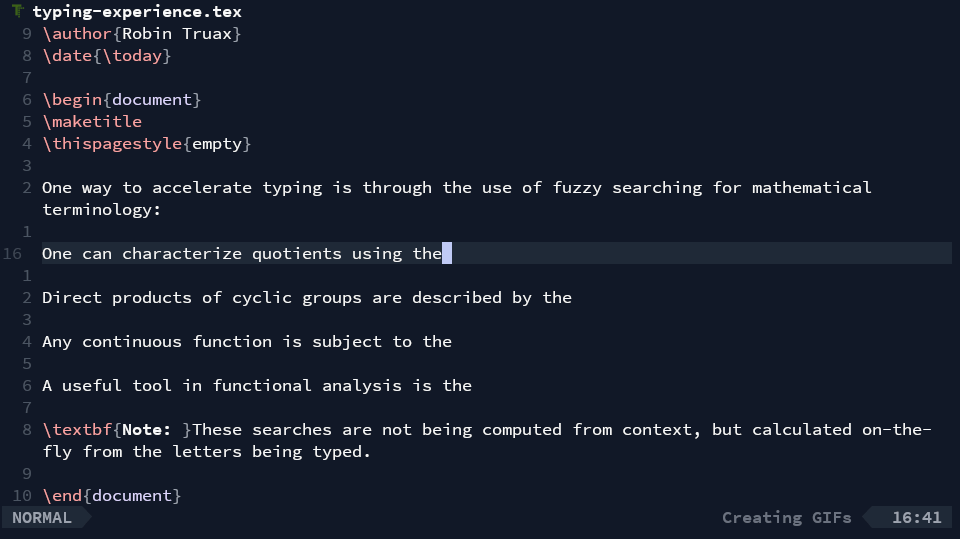 typing-experience.tex
9 \author{Robin Truax}
8 \date{\today}
7
6 \begin{document}
5 \maketitle
4 \thispagestyle{empty}
3
2 One way to accelerate typing is through the use of fuzzy searching for mathematical
terminology:
1
16 One can characterize quotients using the
1
2 Direct products of cyclic groups are described by the
3
4 Any continuous function is subject to the
5
6 A useful tool in functional analysis is the
7
8 \textbf{Note: }These searches are not being computed from context, but calculated on-the-
fly from the letters being typed.
9
10 \end{document}
NORMAL Creating GIFs 16:41